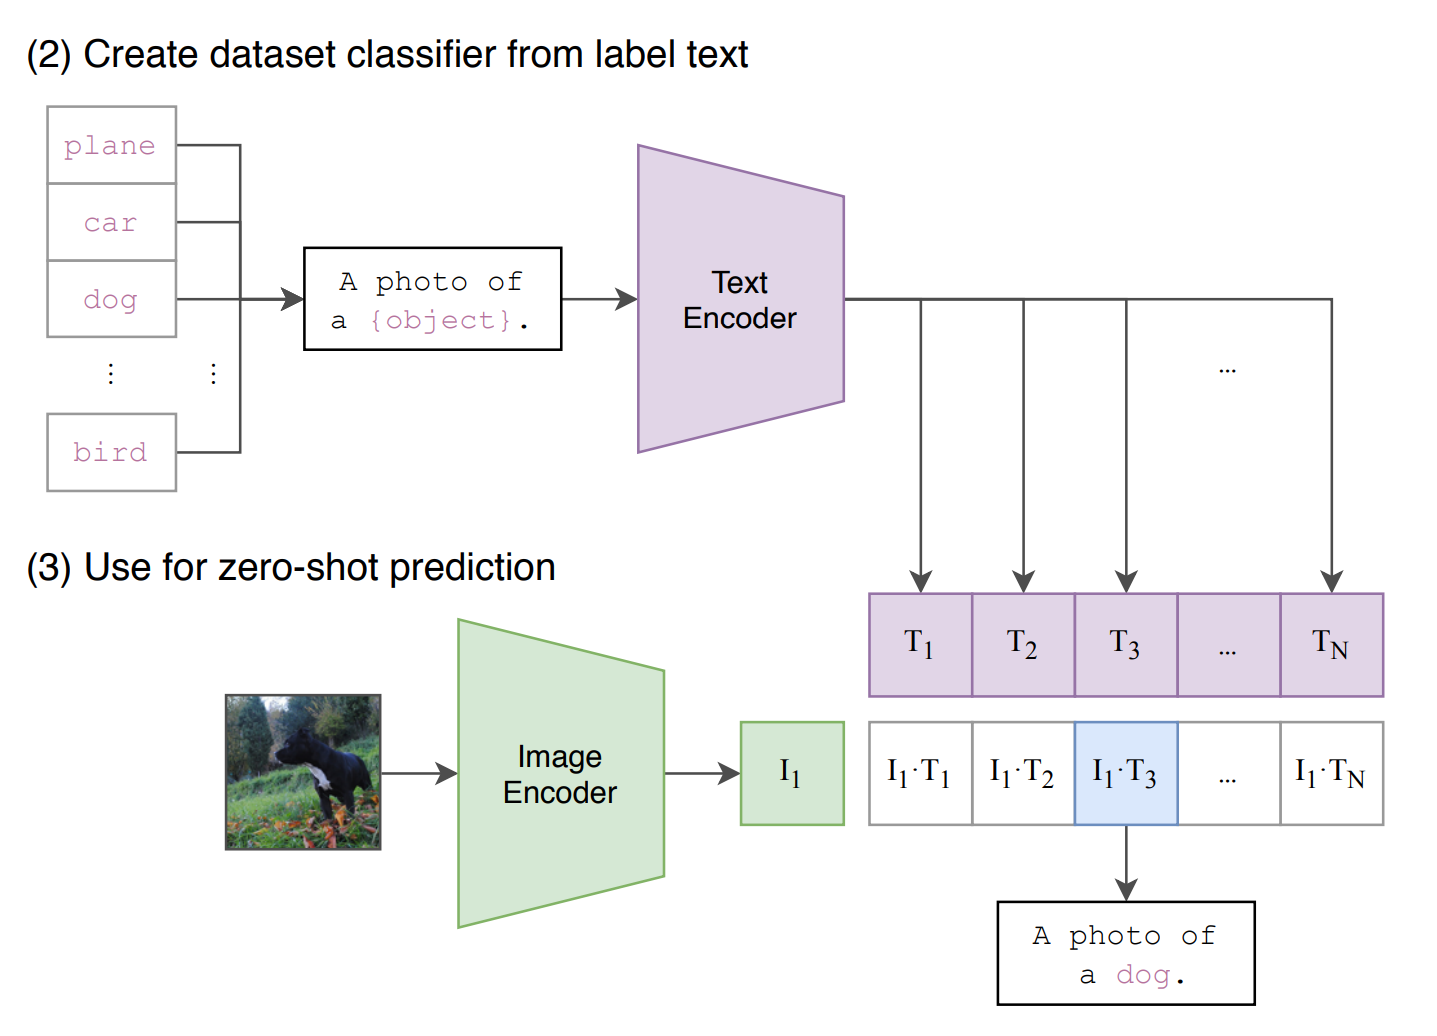 (2) Create dataset classifier from label text
plane
car
dog
⋮ ⋮
bird
A photo of
a {object}.
Text
Encoder
...
(3) Use for zero-shot prediction
Image
Encoder
I₁
T₁ T₂ T₃ ... T_N
I₁·T₁ I₁·T₂ I₁·T₃ ... I₁·T_N
A photo of
a dog.